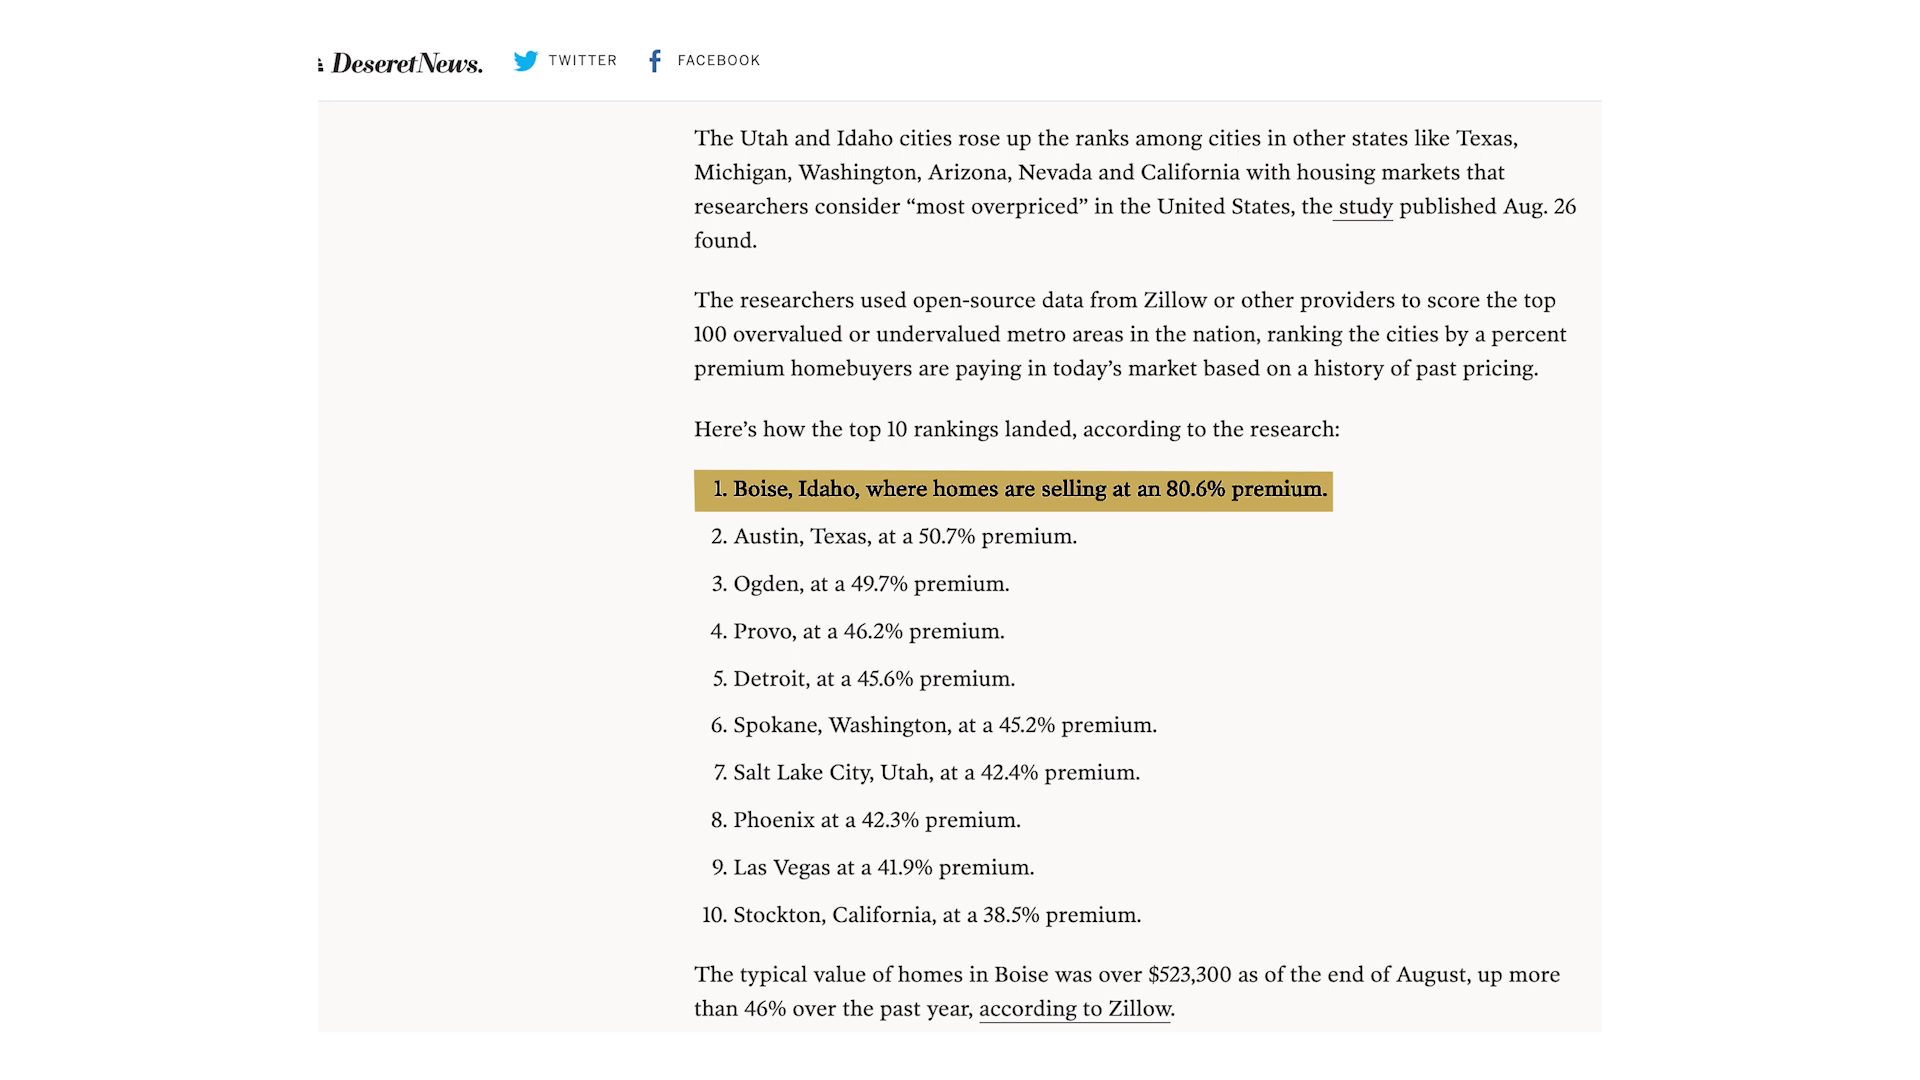 DeseretNews. TWITTER FACEBOOK
The Utah and Idaho cities rose up the ranks among cities in other states like Texas,
Michigan, Washington, Arizona, Nevada and California with housing markets that
researchers consider “most overpriced” in the United States, the study published Aug. 26
found.
The researchers used open-source data from Zillow or other providers to score the top
100 overvalued or undervalued metro areas in the nation, ranking the cities by a percent
premium homebuyers are paying in today’s market based on a history of past pricing.
Here’s how the top 10 rankings landed, according to the research:
1. Boise, Idaho, where homes are selling at an 80.6% premium.
2. Austin, Texas, at a 50.7% premium.
3. Ogden, at a 49.7% premium.
4. Provo, at a 46.2% premium.
5. Detroit, at a 45.6% premium.
6. Spokane, Washington, at a 45.2% premium.
7. Salt Lake City, Utah, at a 42.4% premium.
8. Phoenix at a 42.3% premium.
9. Las Vegas at a 41.9% premium.
10. Stockton, California, at a 38.5% premium.
The typical value of homes in Boise was over $523,300 as of the end of August, up more
than 46% over the past year, according to Zillow.